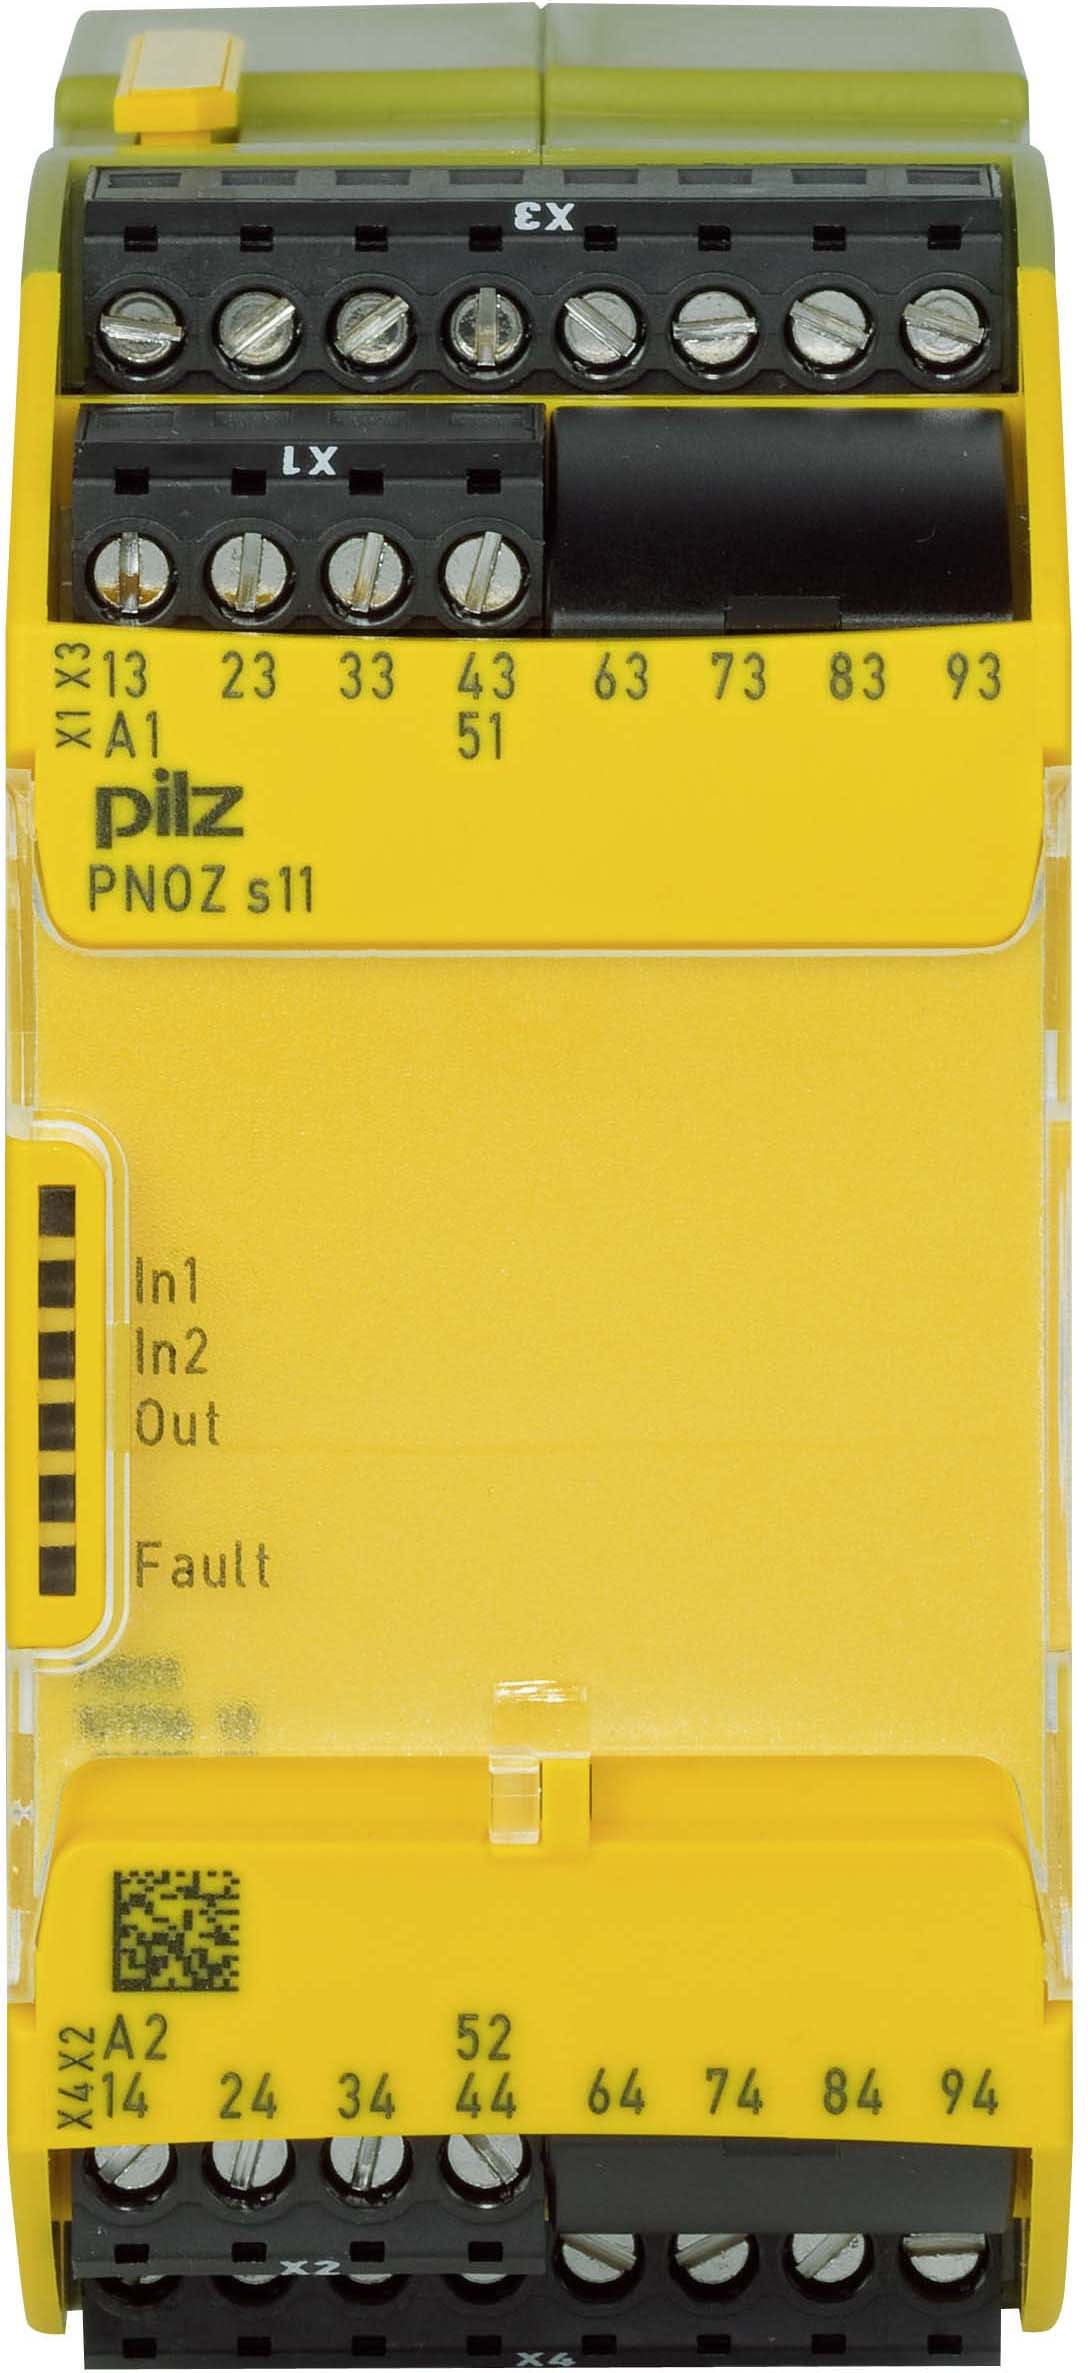 X3
X1
X3 13 23 33 43 63 73 83 93
X1 A1 51
pilz
PNOZ s11
In1
In2
Out
Fault
X2 A2 52
X4 14 24 34 44 64 74 84 94
X2
X4